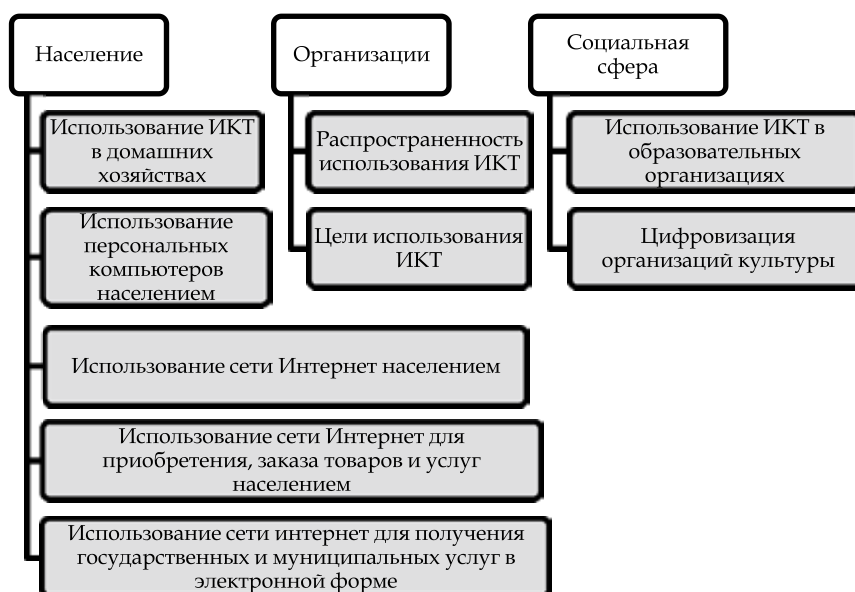 Население
Использование ИКТ
в домашних
хозяйствах
Использование
персональных
компьютеров
населением
Использование сети Интернет населением
Использование сети Интернет для
приобретения, заказа товаров и услуг
населением
Использование сети интернет для получения
государственных и муниципальных услуг в
электронной форме
Организации
Распространенность
использования ИКТ
Цели использования
ИКТ
Социальная
сфера
Использование ИКТ в
образовательных
организациях
Цифровизация
организаций культуры